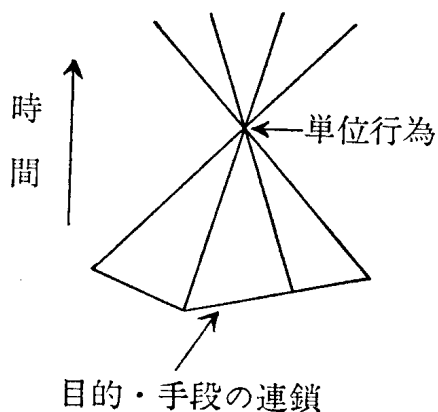 時間
単位行為
目的・手段の連鎖